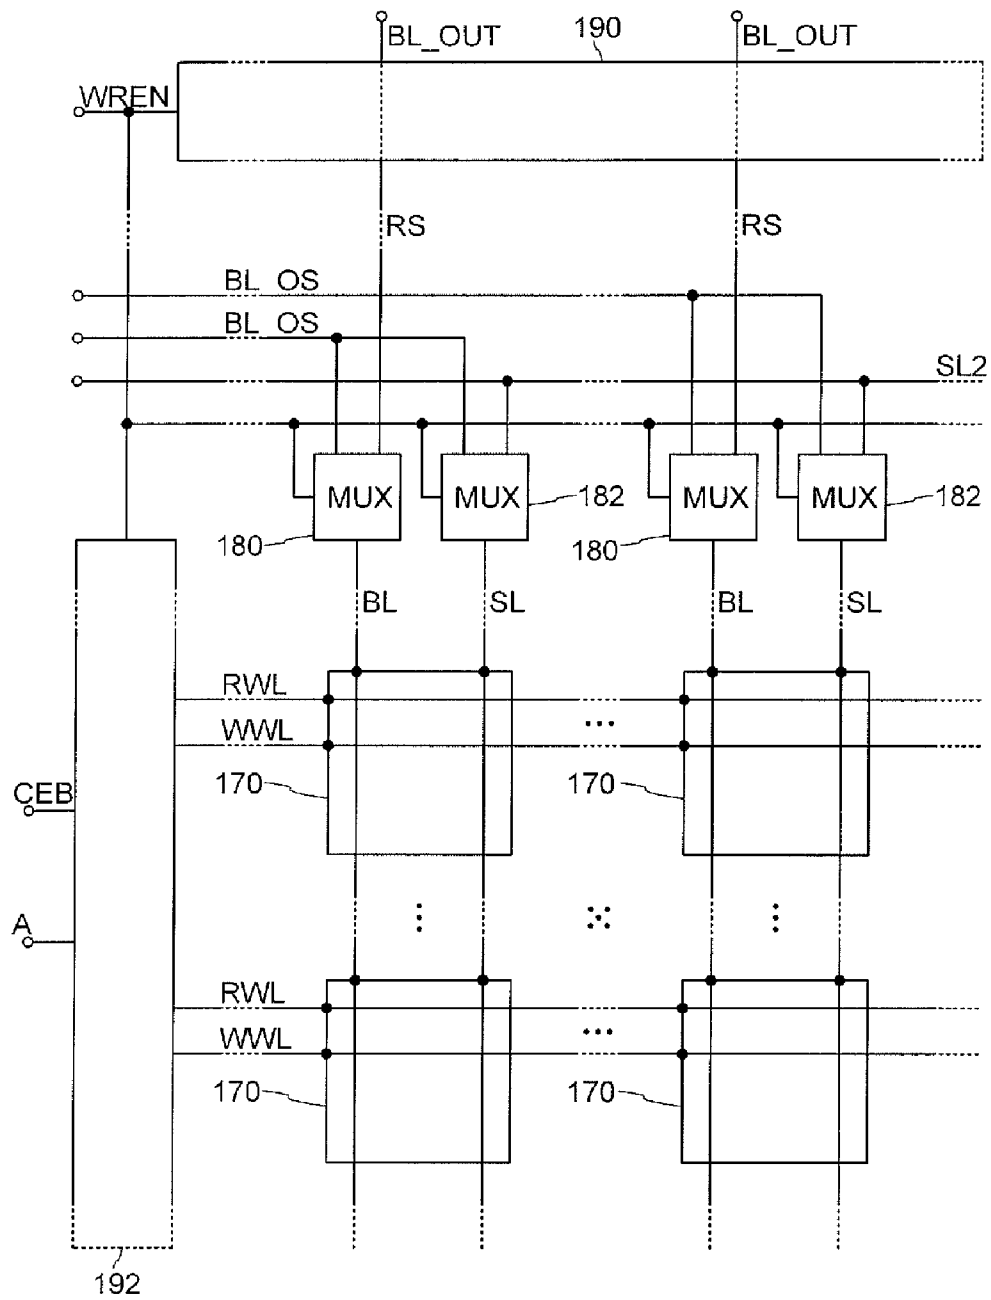 190
BL_OUT
BL_OUT
WREN
RS
RS
BL_OS
BL_OS
SL2
MUX
MUX
MUX
MUX
182
182
180
180
BL
SL
BL
SL
RWL
WWL
...
170
170
CEB
A
RWL
WWL
...
170
170
192